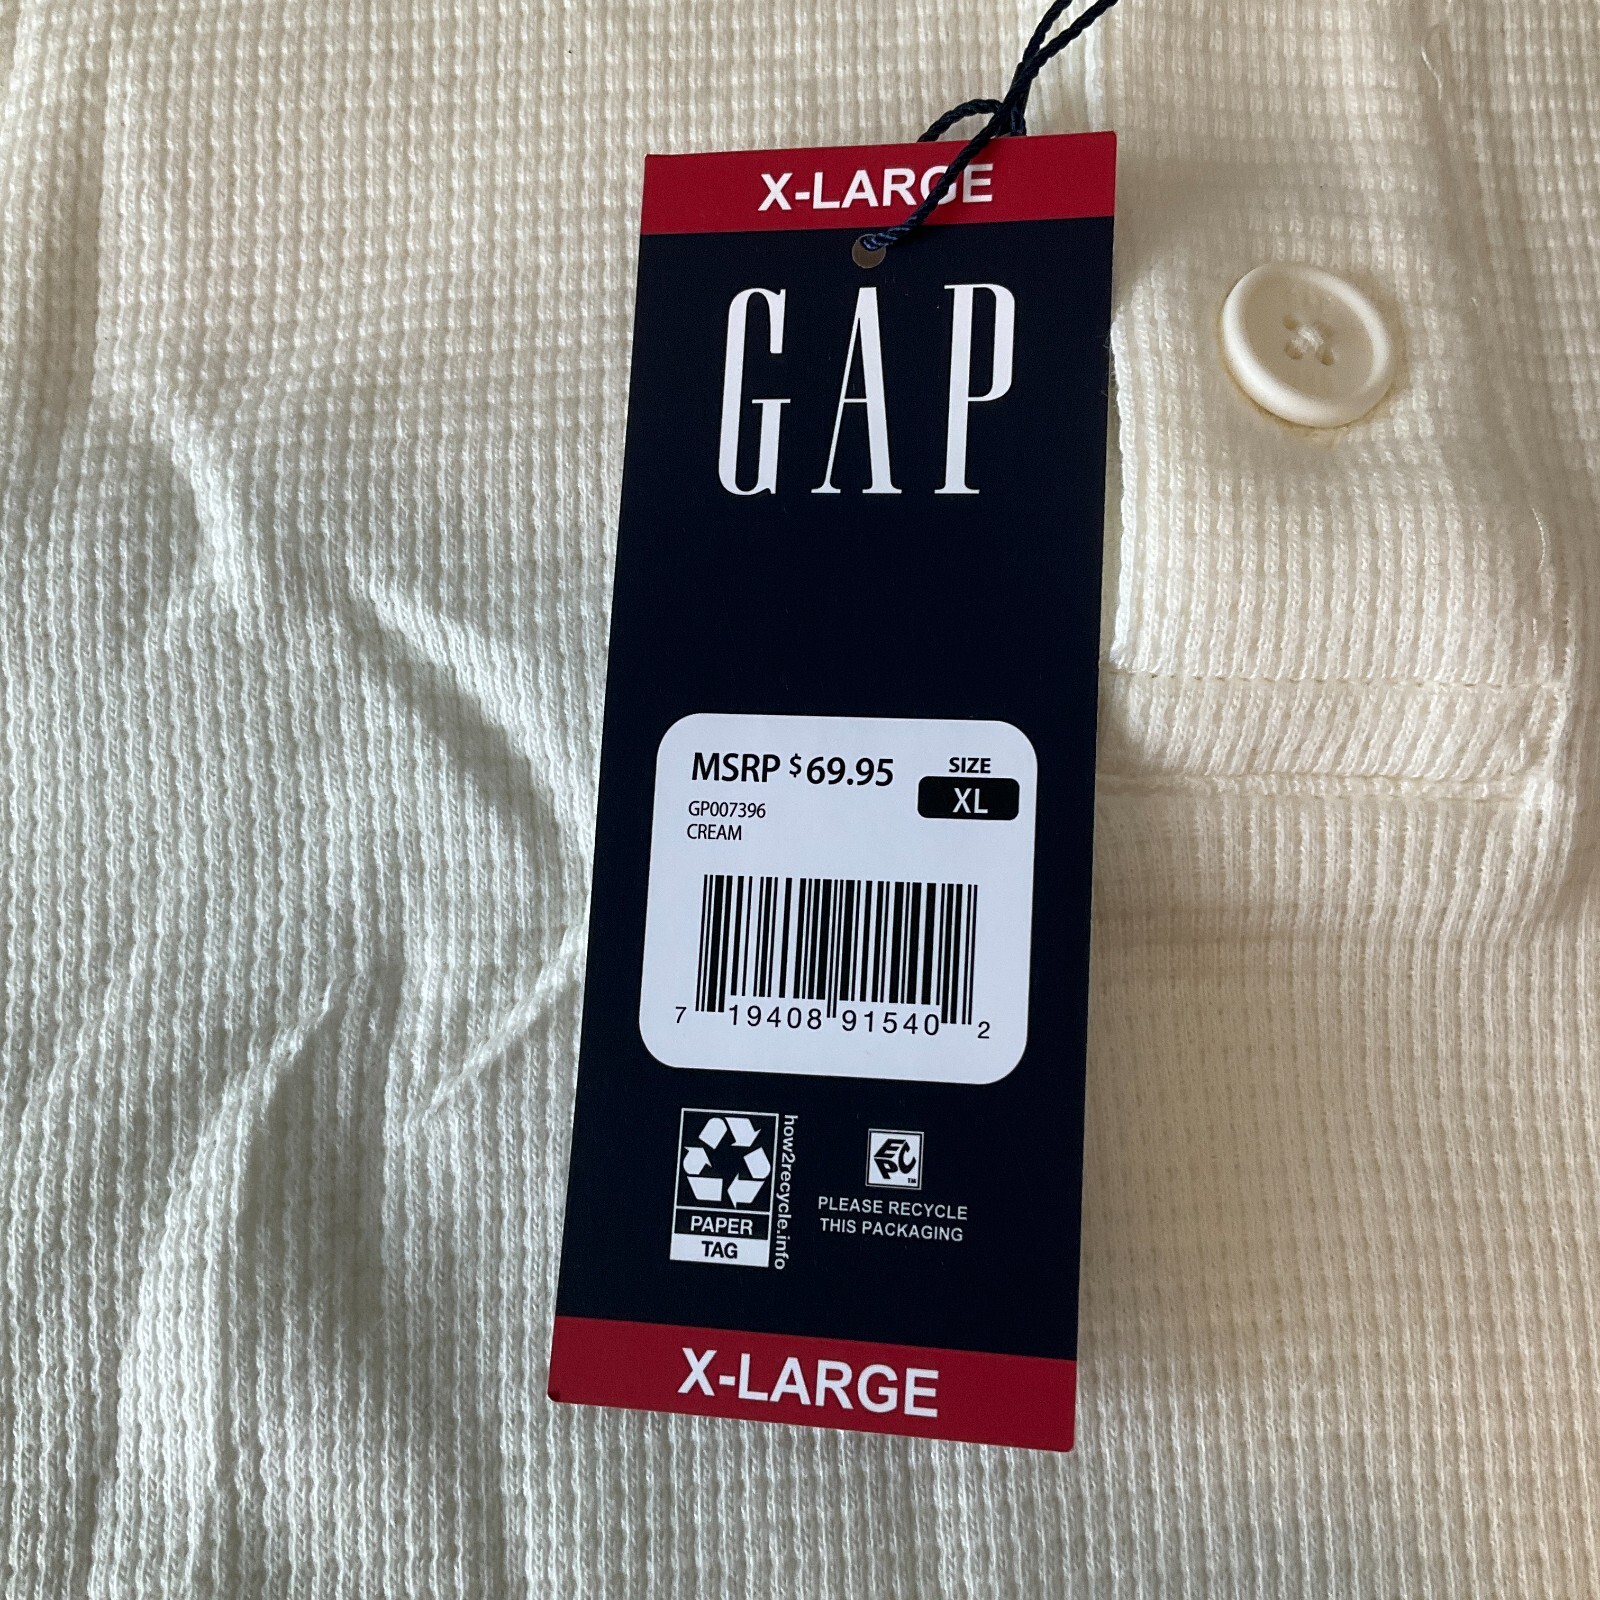 X-LARGE
GAP
MSRP $69.95
SIZE
XL
GP007396
CREAM
7 19408 91540 2
how2recycle.info
PAPER
TAG
EPC™
PLEASE RECYCLE
THIS PACKAGING
X-LARGE